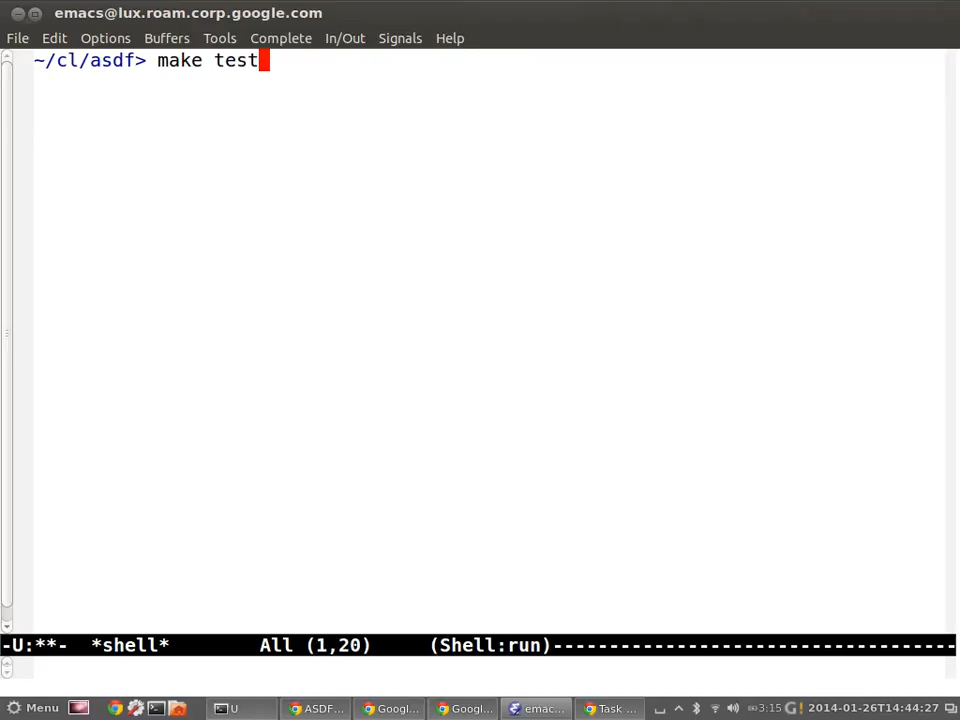 emacs@lux.roam.corp.google.com
File Edit Options Buffers Tools Complete In/Out Signals Help
~/cl/asdf> make test
-U:**-  *shell*        All (1,20)     (Shell:run)------------------------------------
Menu U ASDF... Googl... Googl... emac... Task ... 3:15 G! 2014-01-26T14:44:27